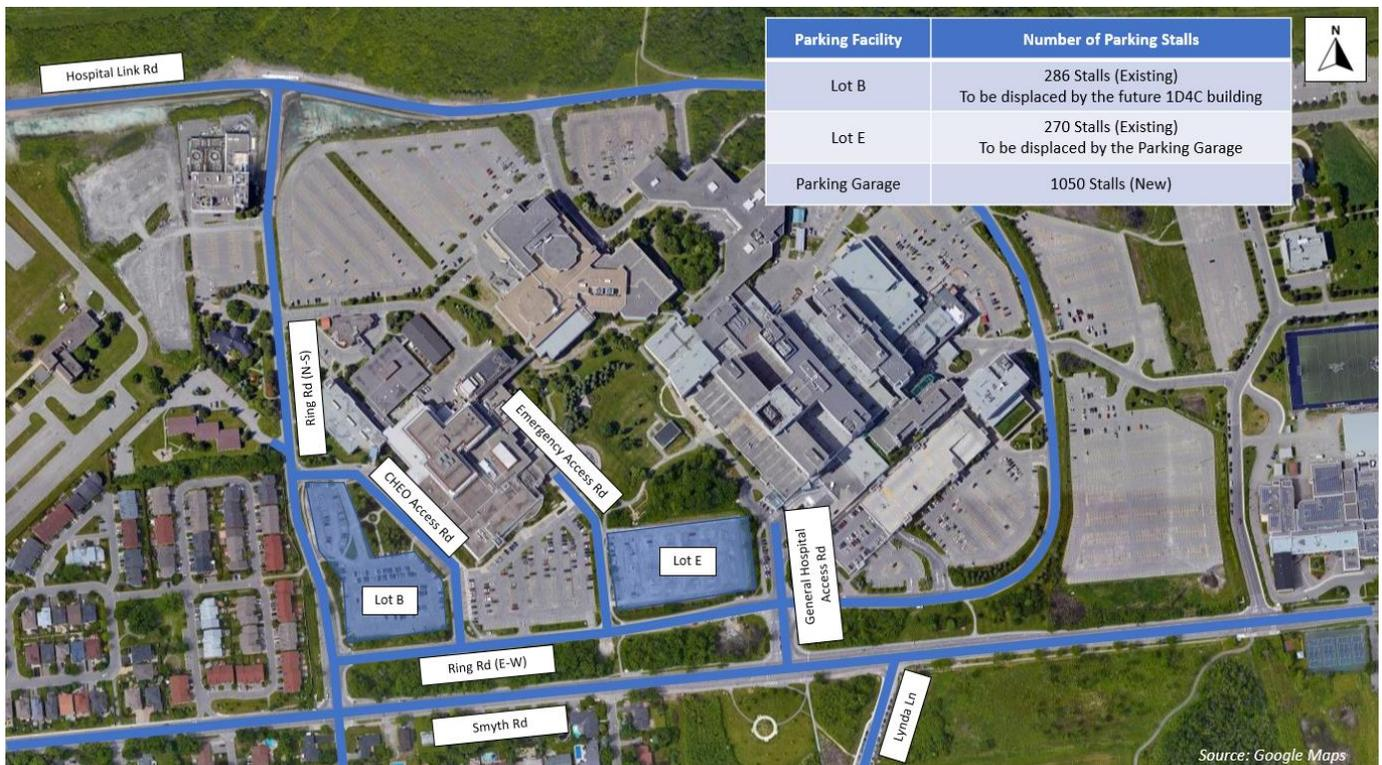 Hospital Link Rd
Parking Facility
Number of Parking Stalls
Lot B
286 Stalls (Existing)
To be displaced by the future 1D4C building
Lot E
270 Stalls (Existing)
To be displaced by the Parking Garage
Parking Garage
1050 Stalls (New)
N
Ring Rd (N-S)
Emergency Access Rd
CHEO Access Rd
Lot E
General Hospital
Access Rd
Lot B
Ring Rd (E-W)
Smyth Rd
Lynda Ln
Source: Google Maps